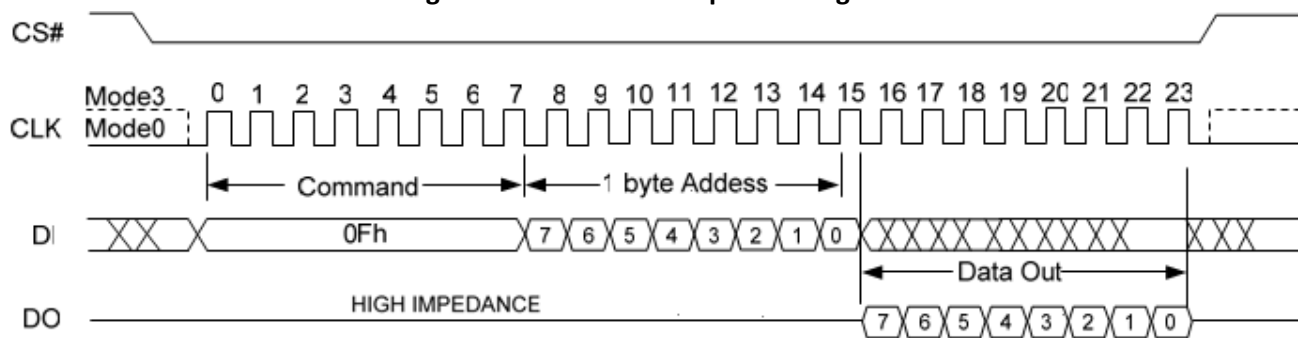 CS#
Mode3 0 1 2 3 4 5 6 7 8 9 10 11 12 13 14 15 16 17 18 19 20 21 22 23
CLK Mode0
Command 1 byte Addess
DI 0Fh 7 6 5 4 3 2 1 0
Data Out
HIGH IMPEDANCE
DO 7 6 5 4 3 2 1 0